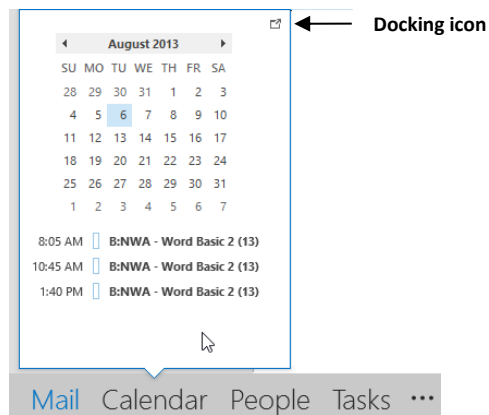 Docking icon
August 2013
SU MO TU WE TH FR SA
28 29 30 31 1 2 3
4 5 6 7 8 9 10
11 12 13 14 15 16 17
18 19 20 21 22 23 24
25 26 27 28 29 30 31
1 2 3 4 5 6 7
8:05 AM B:NWA - Word Basic 2 (13)
10:45 AM B:NWA - Word Basic 2 (13)
1:40 PM B:NWA - Word Basic 2 (13)
Mail Calendar People Tasks •••